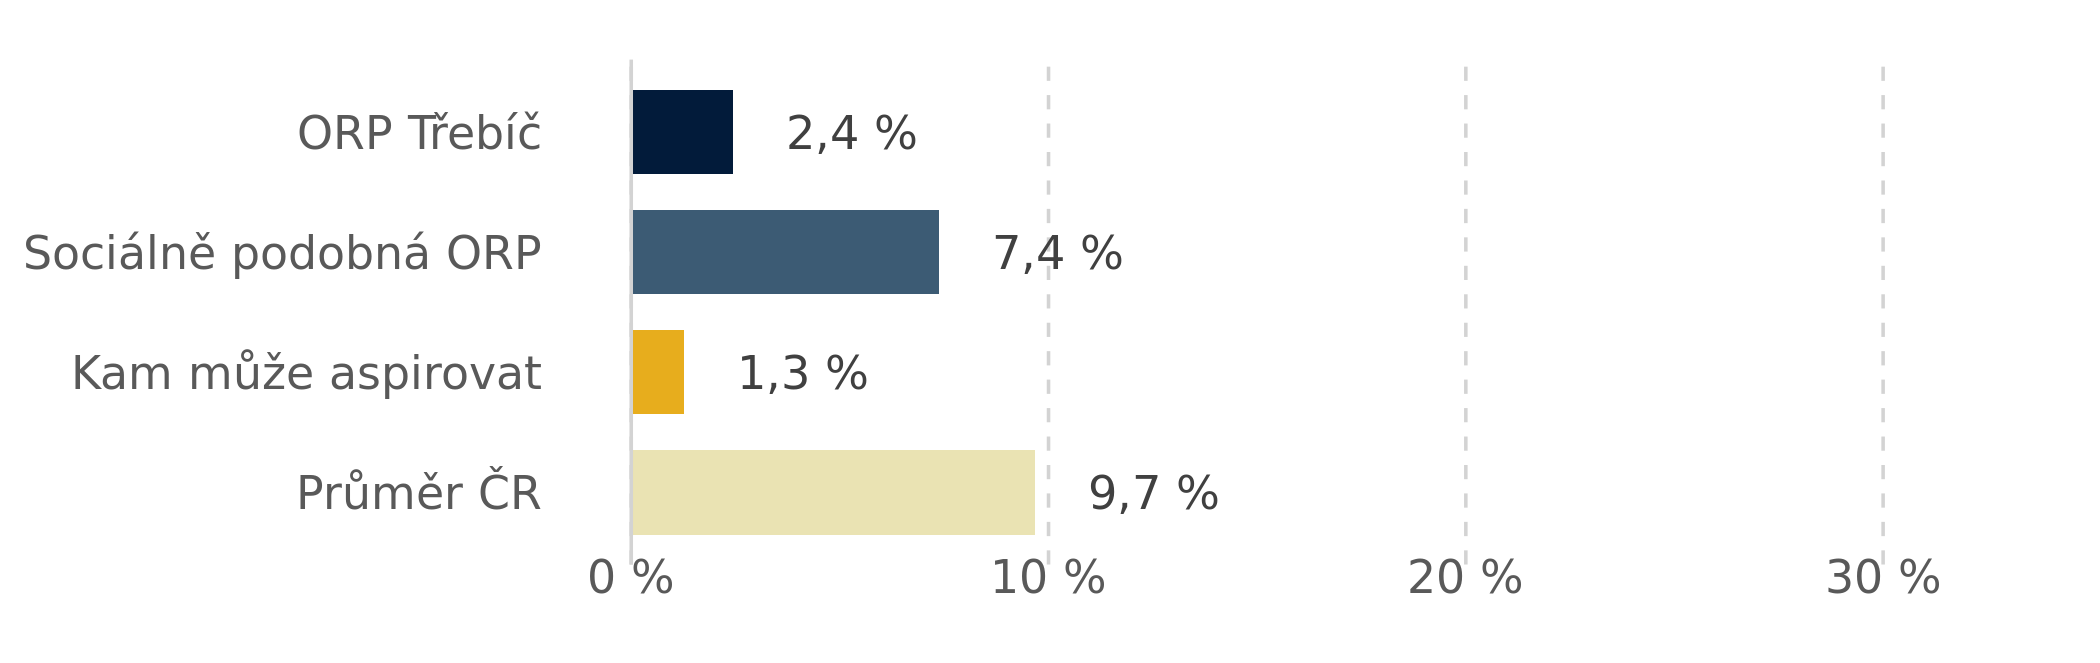 ORP Třebíč 2,4 %
Sociálně podobná ORP 7,4 %
Kam může aspirovat 1,3 %
Průměr ČR 9,7 %
0 % 10 % 20 % 30 %